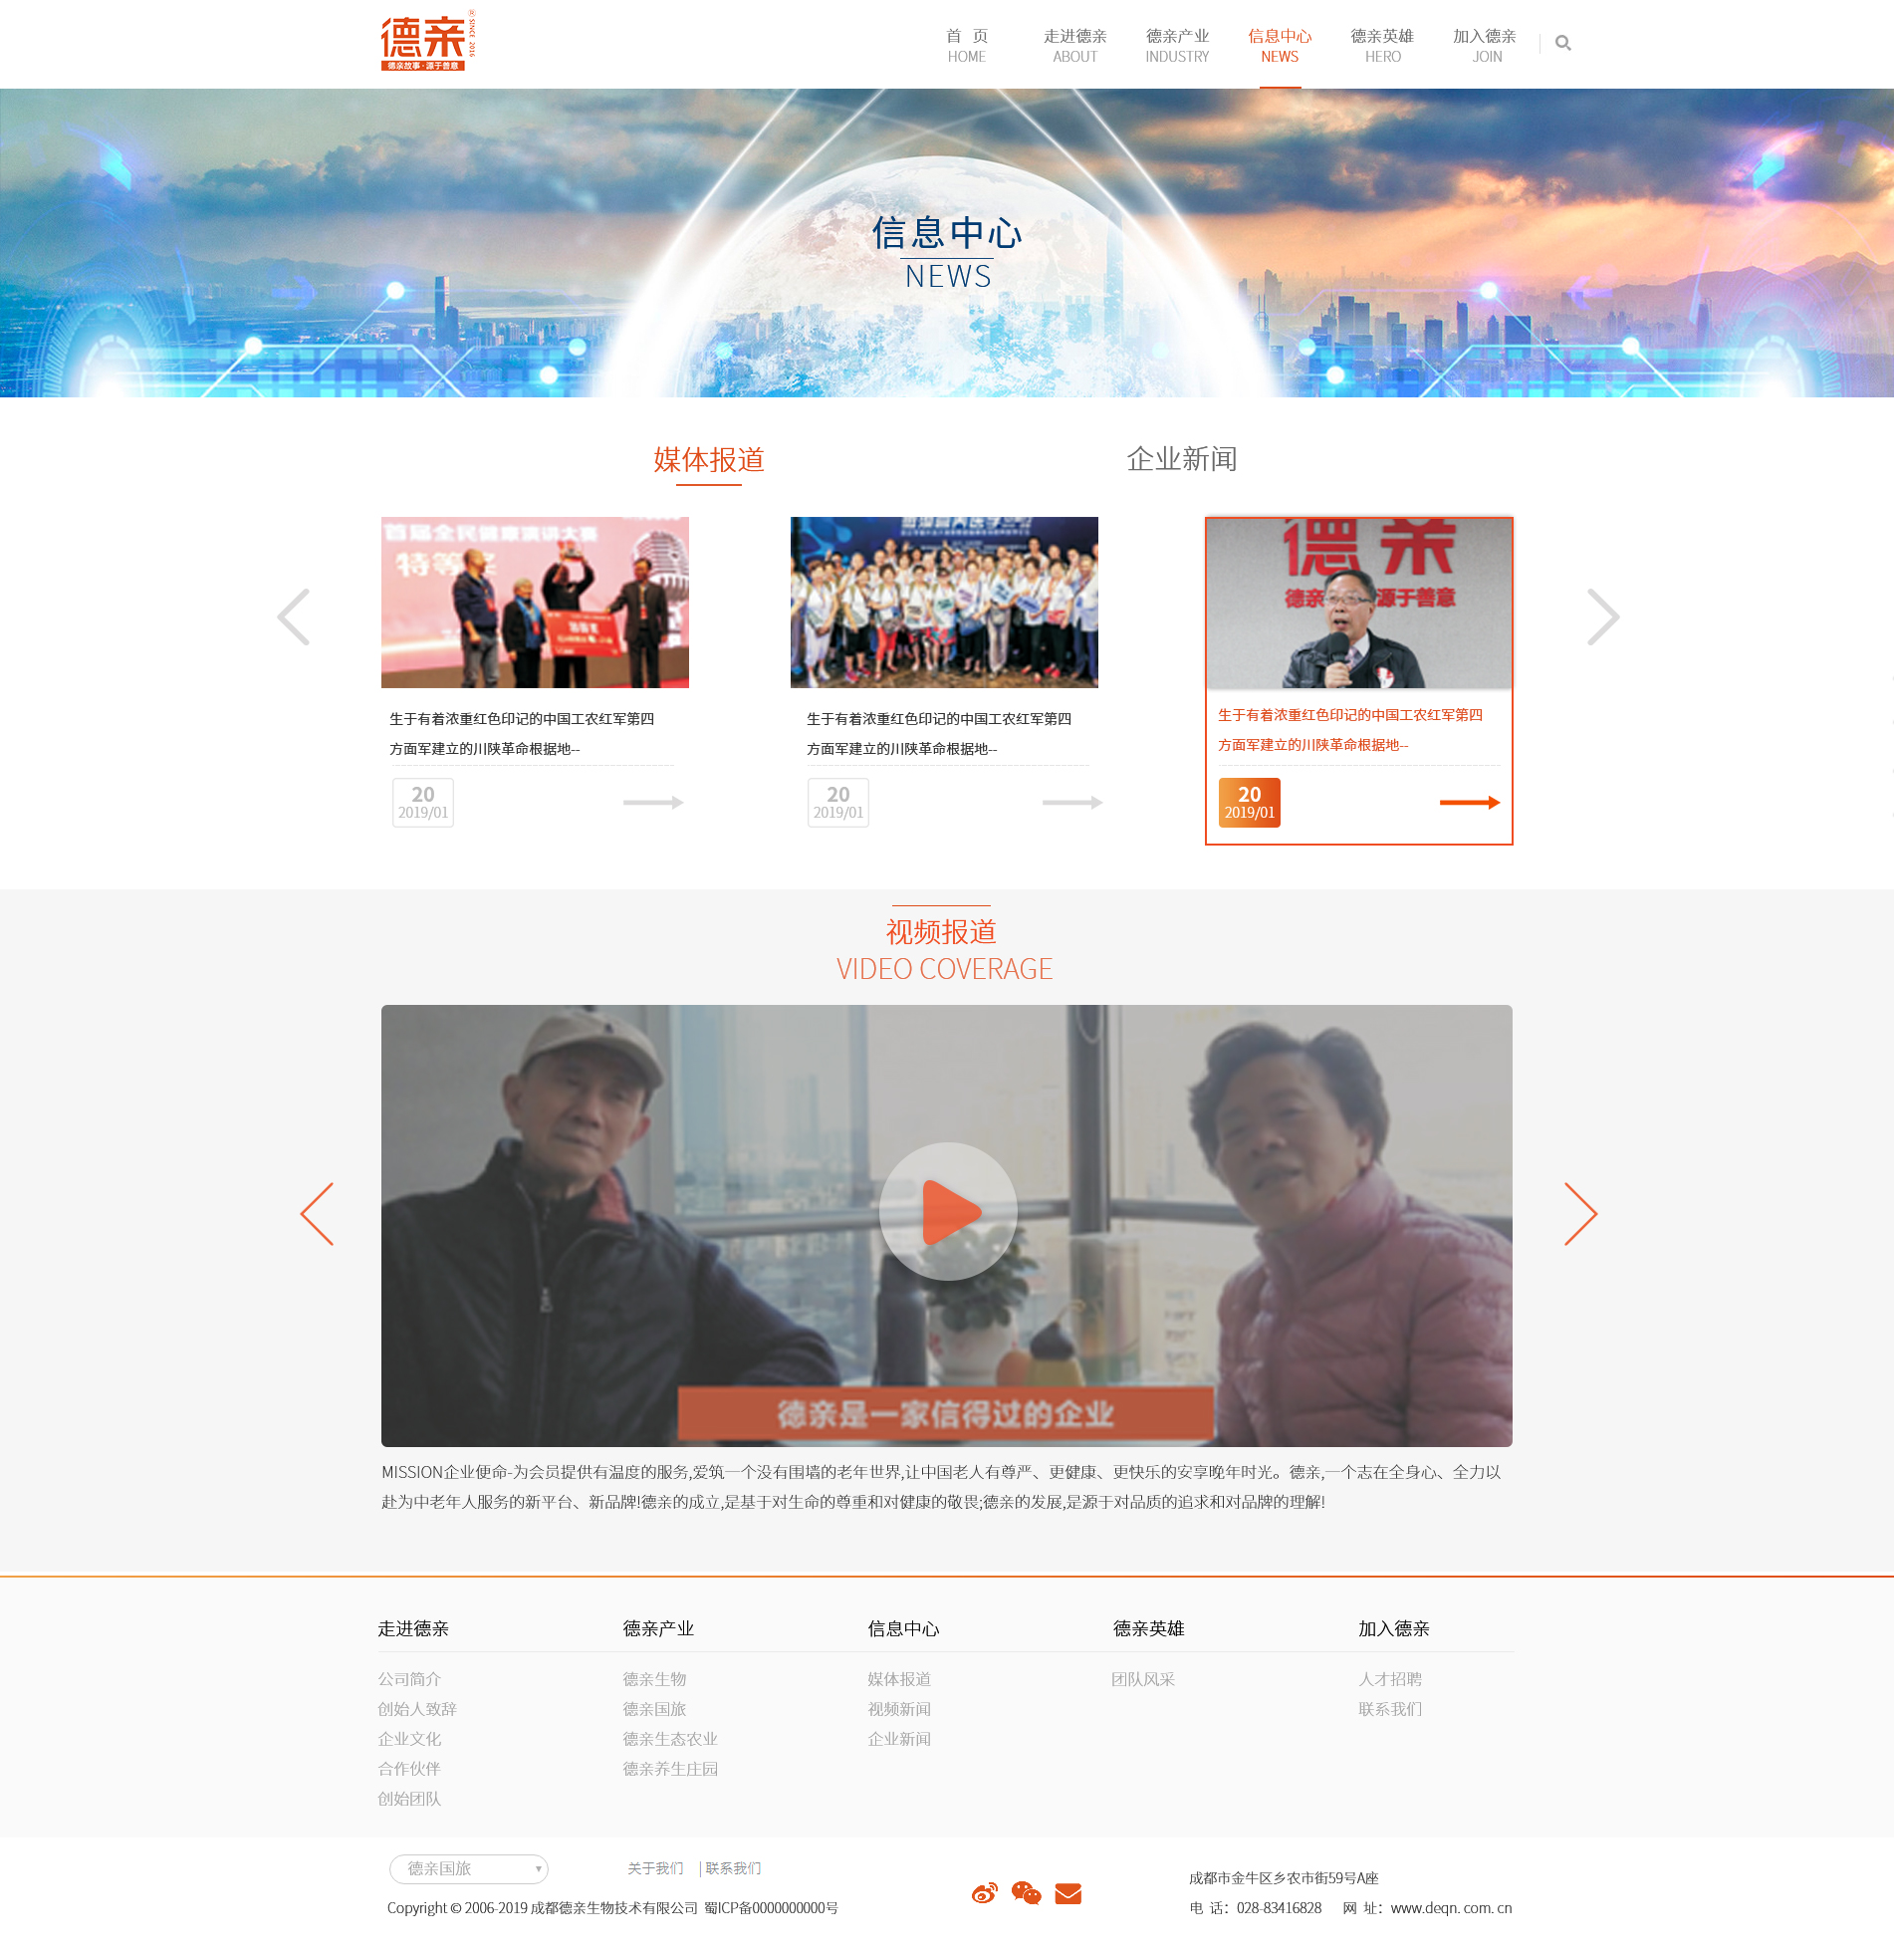 德亲
® SINCE 2016
德亲故事·源于善意
首 页
HOME
走进德亲
ABOUT
德亲产业
INDUSTRY
信息中心
NEWS
德亲英雄
HERO
加入德亲
JOIN
信息中心
NEWS
媒体报道
企业新闻
首届全民健康演讲大赛
特等奖
德亲
德亲 源于善意
生于有着浓重红色印记的中国工农红军第四
方面军建立的川陕革命根据地--
20
2019/01
生于有着浓重红色印记的中国工农红军第四
方面军建立的川陕革命根据地--
20
2019/01
生于有着浓重红色印记的中国工农红军第四
方面军建立的川陕革命根据地--
20
2019/01
视频报道
VIDEO COVERAGE
德亲是一家信得过的企业
MISSION企业使命-为会员提供有温度的服务,爱筑一个没有围墙的老年世界,让中国老人有尊严、更健康、更快乐的安享晚年时光。德亲,一个志在全身心、全力以
赴为中老年人服务的新平台、新品牌!德亲的成立,是基于对生命的尊重和对健康的敬畏;德亲的发展,是源于对品质的追求和对品牌的理解!
走进德亲
公司简介
创始人致辞
企业文化
合作伙伴
创始团队
德亲产业
德亲生物
德亲国旅
德亲生态农业
德亲养生庄园
信息中心
媒体报道
视频新闻
企业新闻
德亲英雄
团队风采
加入德亲
人才招聘
联系我们
德亲国旅
关于我们 | 联系我们
Copyright © 2006-2019 成都德亲生物技术有限公司 蜀ICP备0000000000号
成都市金牛区乡农市街59号A座
电 话：028-83416828 网 址：www.deqn.com.cn